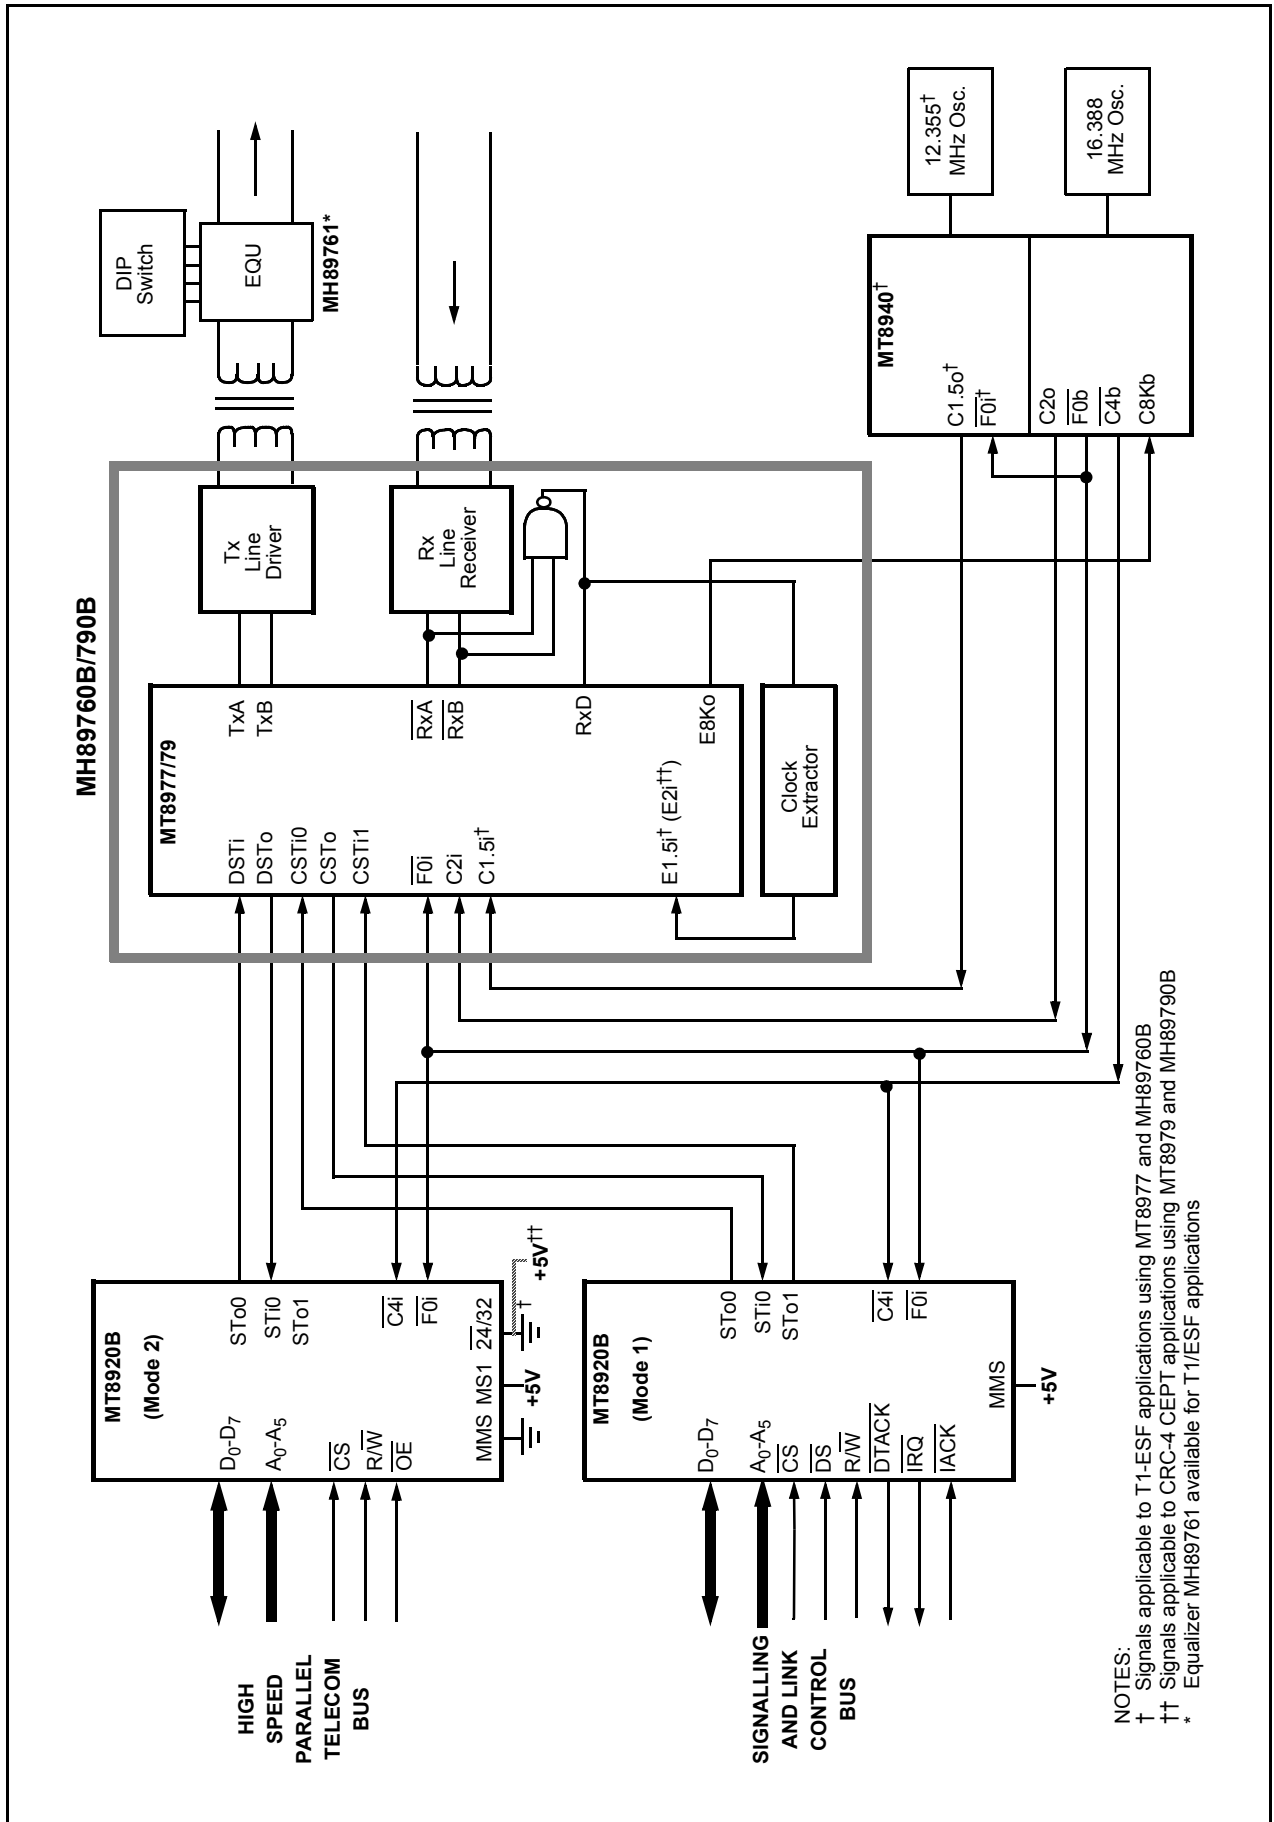 HIGH
SPEED
PARALLEL
TELECOM
BUS
MT8920B
(Mode 2)
D0-D7
A0-A5
CS
R/W
OE
STo0
STi0
STo1
C4i
F0i
MMS MS1 24/32
+5V
†
+5V††
SIGNALLING
AND LINK
CONTROL
BUS
MT8920B
(Mode 1)
D0-D7
A0-A5
CS
DS
R/W
DTACK
IRQ
IACK
STo0
STi0
STo1
C4i
F0i
MMS
+5V
MH89760B/790B
MT8977/79
DSTi
DSTo
CSTi0
CSTo
CSTi1
F0i
C2i
C1.5i†
E1.5i† (E2i††)
TxA
TxB
RxA
RxB
RxD
E8Ko
Clock
Extractor
Tx
Line
Driver
Rx
Line
Receiver
DIP
Switch
EQU
MH89761*
MT8940†
C1.5o†
F0i†
C2o
F0b
C4b
C8Kb
12.355†
MHz Osc.
16.388
MHz Osc.
NOTES:
† Signals applicable to T1-ESF applications using MT8977 and MH89760B
†† Signals applicable to CRC-4 CEPT applications using MT8979 and MH89790B
* Equalizer MH89761 available for T1/ESF applications